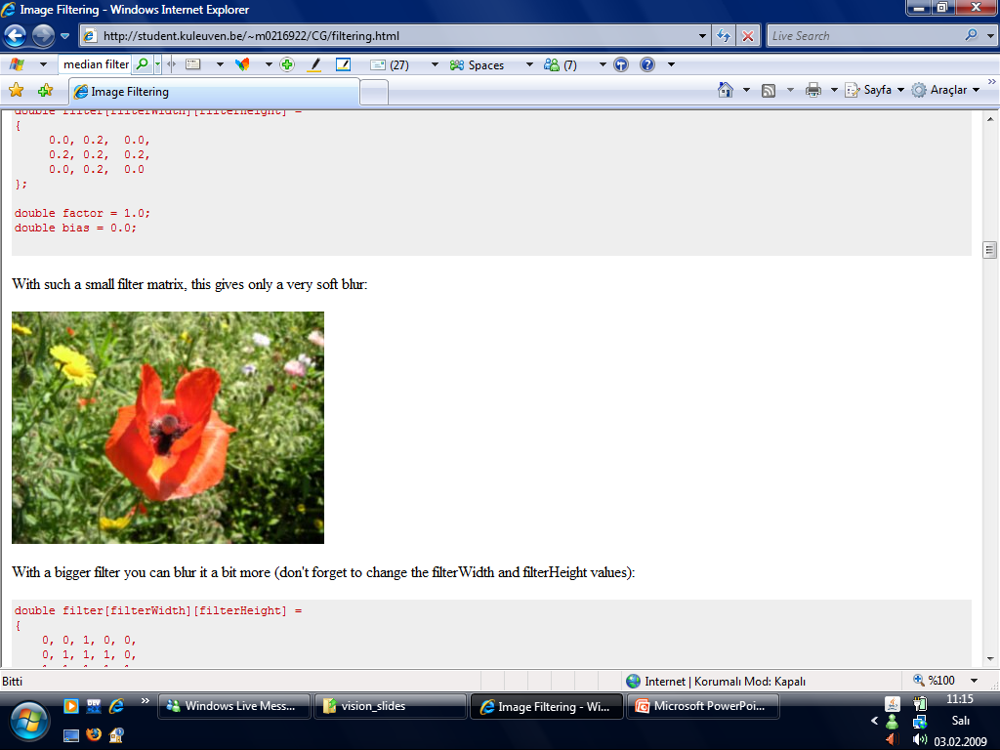 Image Filtering - Windows Internet Explorer
http://student.kuleuven.be/~m0216922/CG/filtering.html
Live Search
median filter
(27)
Spaces
(7)
Image Filtering
Sayfa
Araçlar
double filter[filterWidth][filterHeight] =
{
0.0, 0.2, 0.0,
0.2, 0.2, 0.2,
0.0, 0.2, 0.0
};
double factor = 1.0;
double bias = 0.0;
With such a small filter matrix, this gives only a very soft blur:
With a bigger filter you can blur it a bit more (don't forget to change the filterWidth and filterHeight values):
double filter[filterWidth][filterHeight] =
{
0, 0, 1, 0, 0,
0, 1, 1, 1, 0,
Bitti
Internet | Korumalı Mod: Kapalı
%100
Windows Live Mess...
vision_slides
Image Filtering - Wi...
Microsoft PowerPoi...
11:15
Salı
03.02.2009